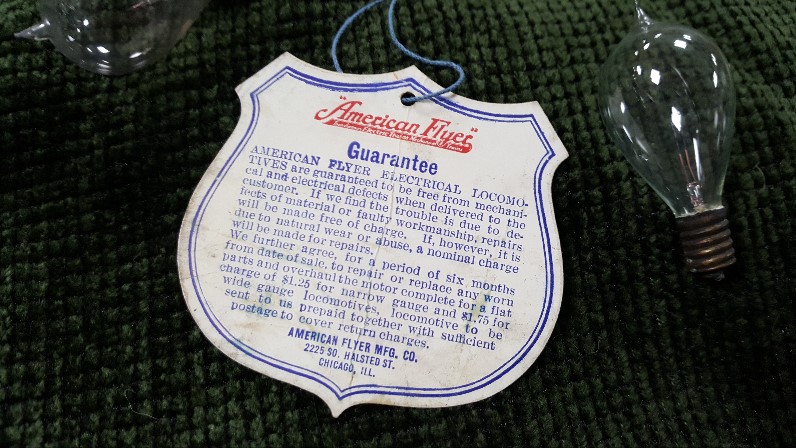 "American Flyer"
Guarantee
AMERICAN FLYER ELECTRICAL LOCOMO-
TIVES are guaranteed to be free from mechani-
cal and electrical defects when delivered to the
customer. If we find the trouble is due to de-
fects of material or faulty workmanship, repairs
will be made free of charge. If, however, it is
due to natural wear or abuse, a nominal charge
will be made for repairs.
We further agree, for a period of six months
from date of sale, to repair or replace any worn
parts and overhaul the motor complete for a flat
charge of $1.25 for narrow gauge and $1.75 for
wide gauge locomotives, locomotive to be
sent to us prepaid together with sufficient
postage to cover return charges.
AMERICAN FLYER MFG. CO.
2225 SO. HALSTED ST.
CHICAGO, ILL.